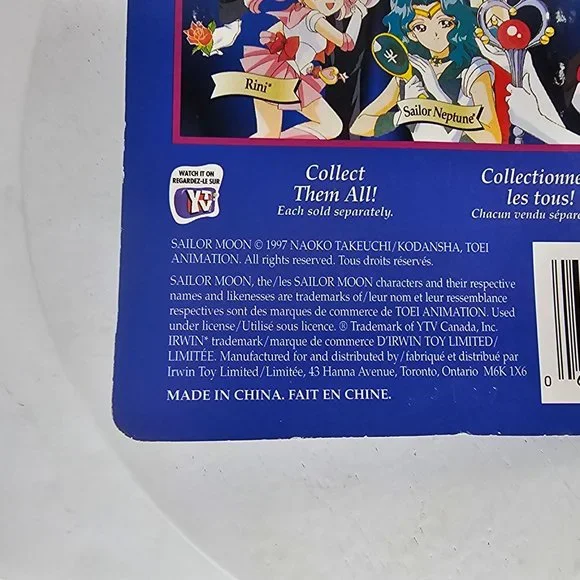 Rini*
Sailor Neptune*
WATCH IT ON
REGARDEZ-LE SUR
YTV
Collect
Them All!
Each sold separately.
Collectionne
les tous!
Chacun vendu sépare
SAILOR MOON © 1997 NAOKO TAKEUCHI/KODANSHA, TOEI
ANIMATION. All rights reserved. Tous droits réservés.
SAILOR MOON, the/les SAILOR MOON characters and their respective
names and likenesses are trademarks of/leur nom et leur ressemblance
respectives sont des marques de commerce de TOEI ANIMATION. Used
under license/Utilisé sous licence. ® Trademark of YTV Canada, Inc.
IRWIN* trademark/marque de commerce D'IRWIN TOY LIMITED/
LIMITÉE. Manufactured for and distributed by/fabriqué et distribué par
Irwin Toy Limited/Limitée, 43 Hanna Avenue, Toronto, Ontario M6K 1X6
MADE IN CHINA. FAIT EN CHINE.
0